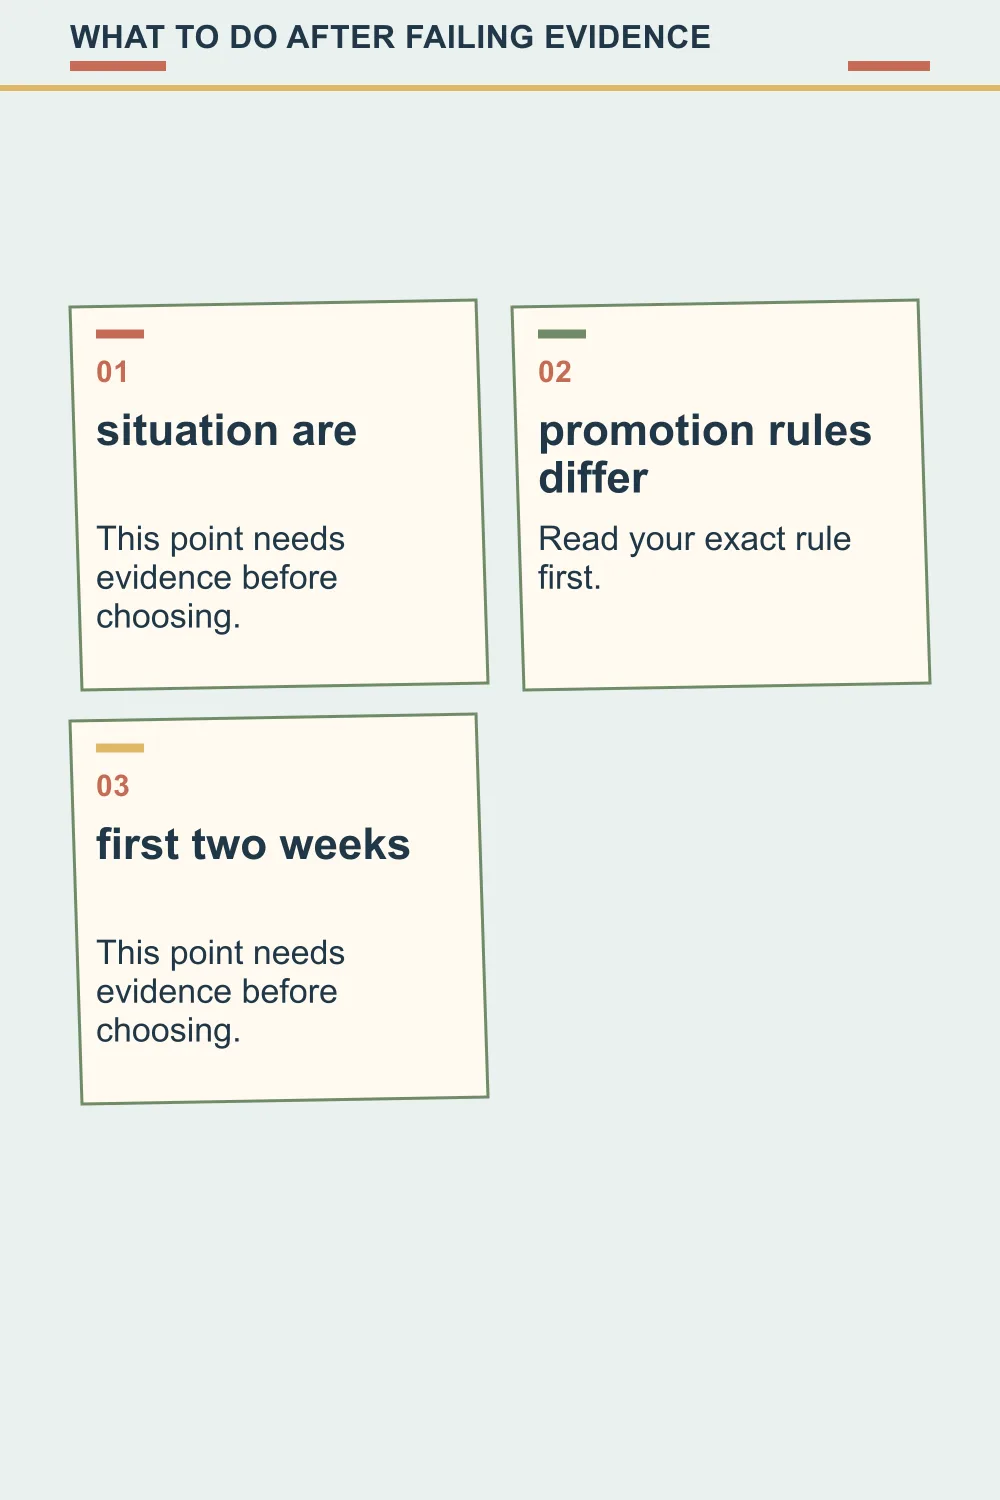 WHAT TO DO AFTER FAILING EVIDENCE
01
situation are
This point needs
evidence before
choosing.
02
promotion rules
differ
Read your exact rule
first.
03
first two weeks
This point needs
evidence before
choosing.